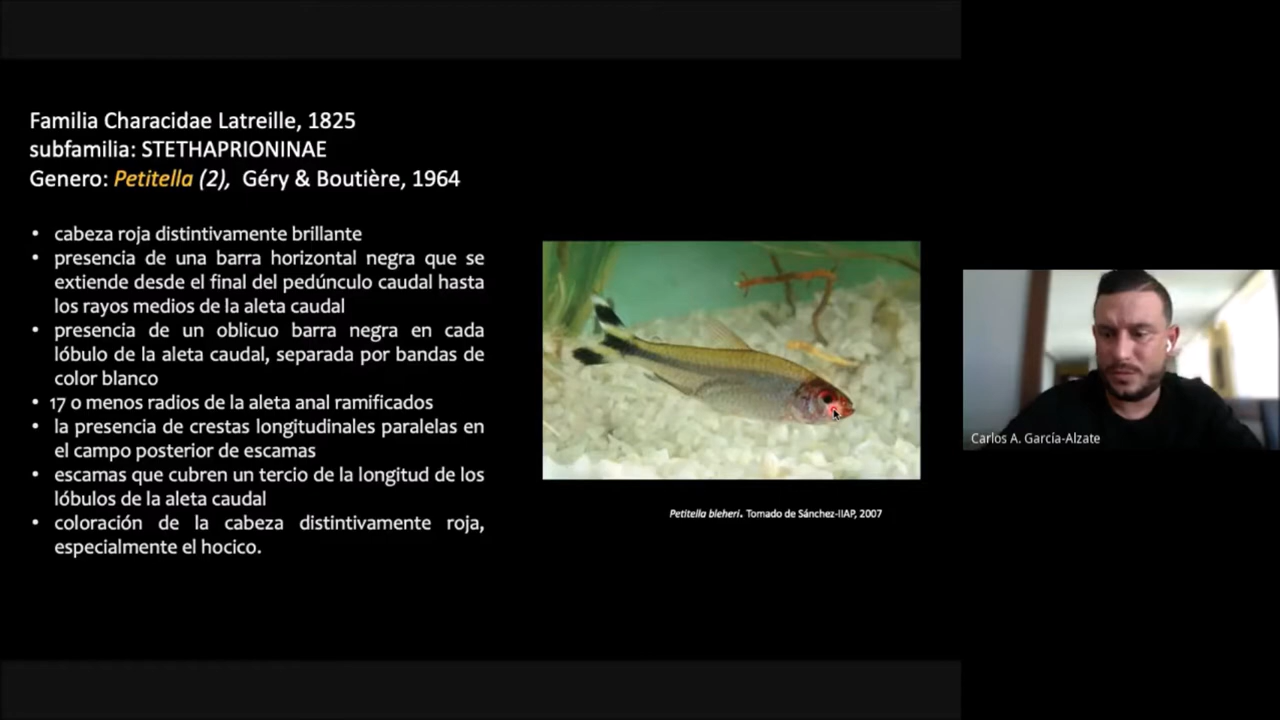 Familia Characidae Latreille, 1825
subfamilia: STETHAPRIONINAE
Genero: Petitella (2), Géry & Boutière, 1964
• cabeza roja distintivamente brillante
• presencia de una barra horizontal negra que se
extiende desde el final del pedúnculo caudal hasta
los rayos medios de la aleta caudal
• presencia de un oblicuo barra negra en cada
lóbulo de la aleta caudal, separada por bandas de
color blanco
• 17 o menos radios de la aleta anal ramificados
• la presencia de crestas longitudinales paralelas en
el campo posterior de escamas
• escamas que cubren un tercio de la longitud de los
lóbulos de la aleta caudal
• coloración de la cabeza distintivamente roja,
especialmente el hocico.
Petitella bleheri. Tomado de Sánchez-IIAP, 2007
Carlos A. García-Alzate